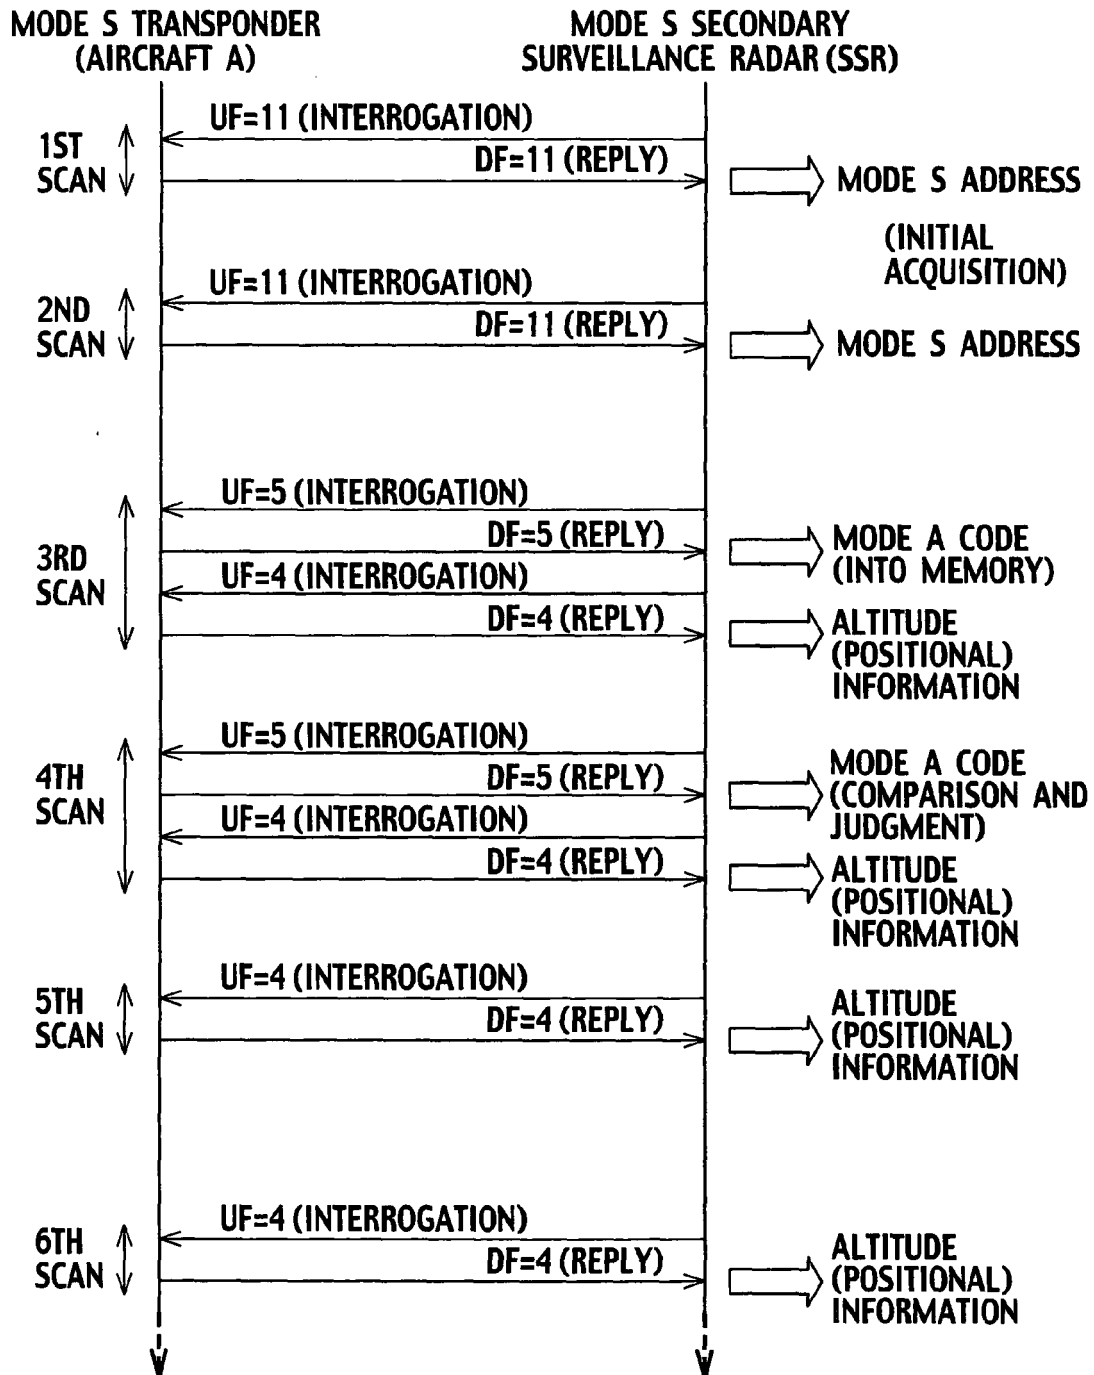 MODE S TRANSPONDER
(AIRCRAFT A)
MODE S SECONDARY
SURVEILLANCE RADAR (SSR)
1ST
SCAN
UF=11 (INTERROGATION)
DF=11 (REPLY)
MODE S ADDRESS
(INITIAL
ACQUISITION)
2ND
SCAN
UF=11 (INTERROGATION)
DF=11 (REPLY)
MODE S ADDRESS
3RD
SCAN
UF=5 (INTERROGATION)
DF=5 (REPLY)
MODE A CODE
(INTO MEMORY)
UF=4 (INTERROGATION)
DF=4 (REPLY)
ALTITUDE
(POSITIONAL)
INFORMATION
4TH
SCAN
UF=5 (INTERROGATION)
DF=5 (REPLY)
MODE A CODE
(COMPARISON AND
JUDGMENT)
UF=4 (INTERROGATION)
DF=4 (REPLY)
ALTITUDE
(POSITIONAL)
INFORMATION
5TH
SCAN
UF=4 (INTERROGATION)
DF=4 (REPLY)
ALTITUDE
(POSITIONAL)
INFORMATION
6TH
SCAN
UF=4 (INTERROGATION)
DF=4 (REPLY)
ALTITUDE
(POSITIONAL)
INFORMATION